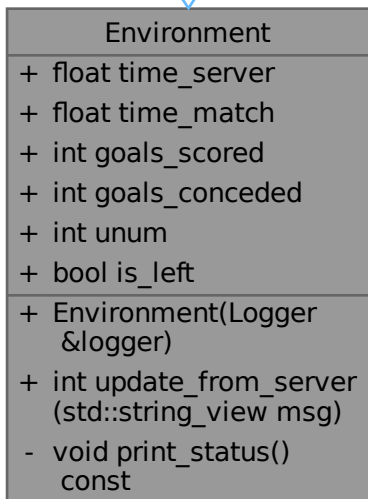 Environment
+ float time_server
+ float time_match
+ int goals_scored
+ int goals_conceded
+ int unum
+ bool is_left
+ Environment(Logger
&logger)
+ int update_from_server
(std::string_view msg)
- void print_status()
const